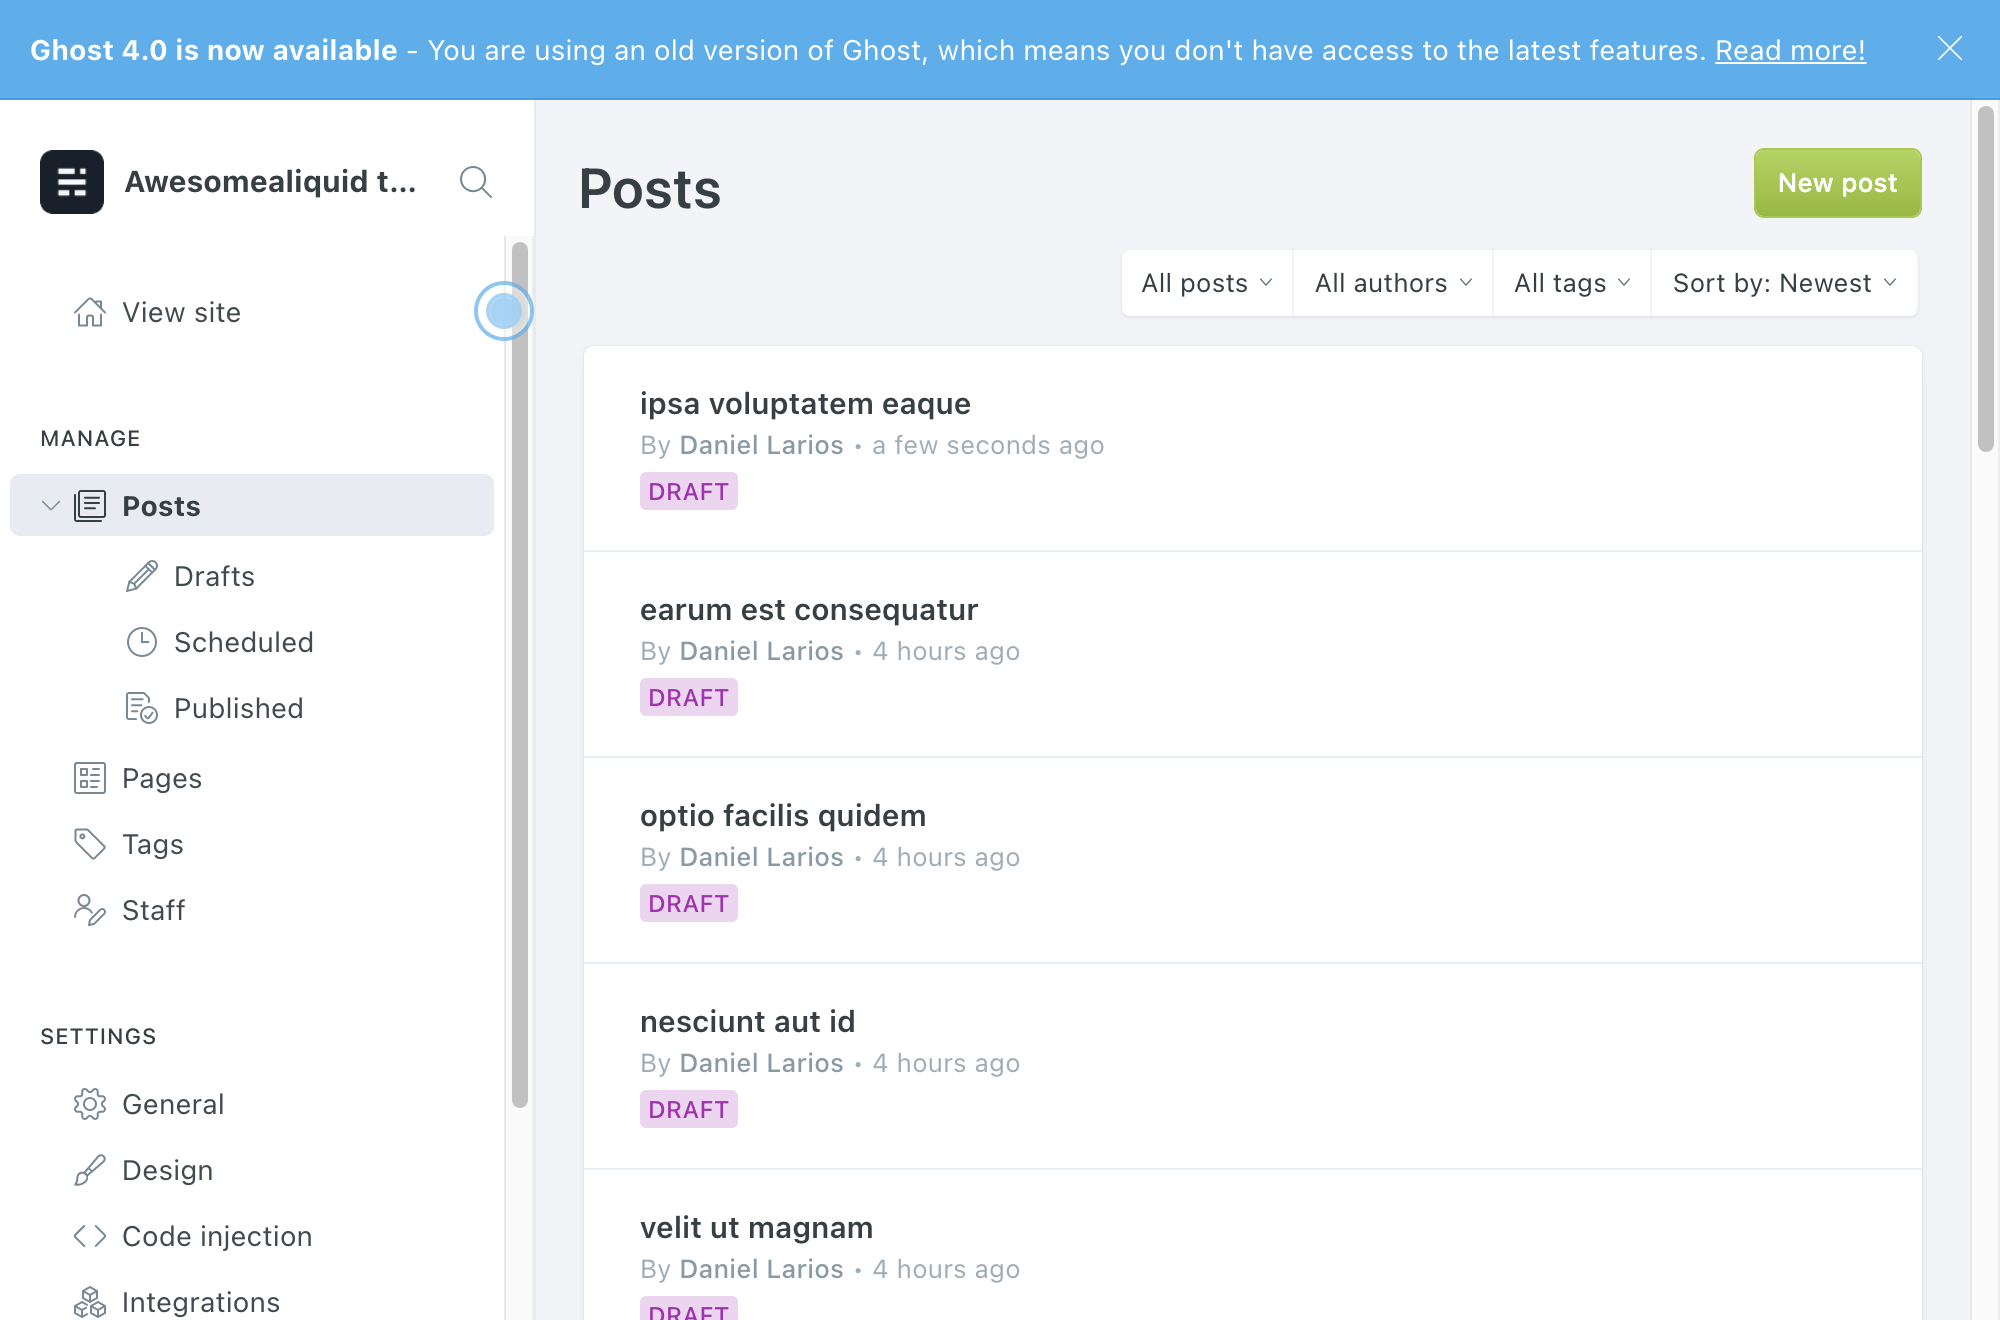 Ghost 4.0 is now available - You are using an old version of Ghost, which means you don't have access to the latest features. Read more!
Awesomealiquid t...
View site
MANAGE
Posts
Drafts
Scheduled
Published
Pages
Tags
Staff
SETTINGS
General
Design
Code injection
Integrations
Posts
New post
All posts
All authors
All tags
Sort by: Newest
ipsa voluptatem eaque
By Daniel Larios • a few seconds ago
DRAFT
earum est consequatur
By Daniel Larios • 4 hours ago
DRAFT
optio facilis quidem
By Daniel Larios • 4 hours ago
DRAFT
nesciunt aut id
By Daniel Larios • 4 hours ago
DRAFT
velit ut magnam
By Daniel Larios • 4 hours ago
DRAFT